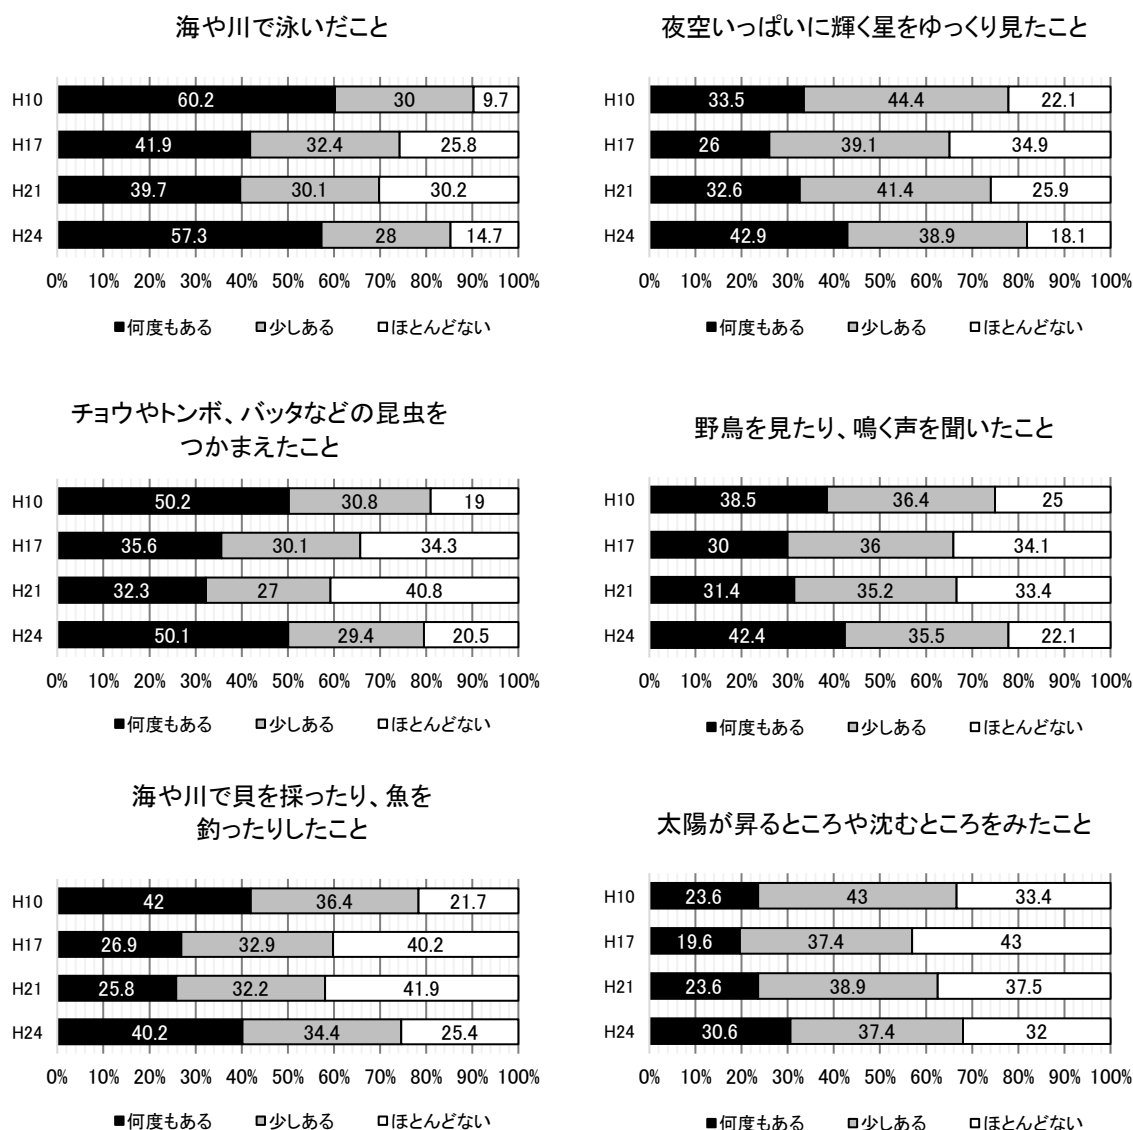 海や川で泳いだこと
H10 60.2 30 9.7
H17 41.9 32.4 25.8
H21 39.7 30.1 30.2
H24 57.3 28 14.7
0% 10% 20% 30% 40% 50% 60% 70% 80% 90% 100%
■何度もある ■少しある □ほとんどない
夜空いっぱいに輝く星をゆっくり見たこと
H10 33.5 44.4 22.1
H17 26 39.1 34.9
H21 32.6 41.4 25.9
H24 42.9 38.9 18.1
0% 10% 20% 30% 40% 50% 60% 70% 80% 90% 100%
■何度もある ■少しある □ほとんどない
チョウやトンボ、バッタなどの昆虫を
つかまえたこと
H10 50.2 30.8 19
H17 35.6 30.1 34.3
H21 32.3 27 40.8
H24 50.1 29.4 20.5
0% 10% 20% 30% 40% 50% 60% 70% 80% 90% 100%
■何度もある ■少しある □ほとんどない
野鳥を見たり、鳴く声を聞いたこと
H10 38.5 36.4 25
H17 30 36 34.1
H21 31.4 35.2 33.4
H24 42.4 35.5 22.1
0% 10% 20% 30% 40% 50% 60% 70% 80% 90% 100%
■何度もある ■少しある □ほとんどない
海や川で貝を採ったり、魚を
釣ったりしたこと
H10 42 36.4 21.7
H17 26.9 32.9 40.2
H21 25.8 32.2 41.9
H24 40.2 34.4 25.4
0% 10% 20% 30% 40% 50% 60% 70% 80% 90% 100%
■何度もある ■少しある □ほとんどない
太陽が昇るところや沈むところをみたこと
H10 23.6 43 33.4
H17 19.6 37.4 43
H21 23.6 38.9 37.5
H24 30.6 37.4 32
0% 10% 20% 30% 40% 50% 60% 70% 80% 90% 100%
■何度もある ■少しある □ほとんどない